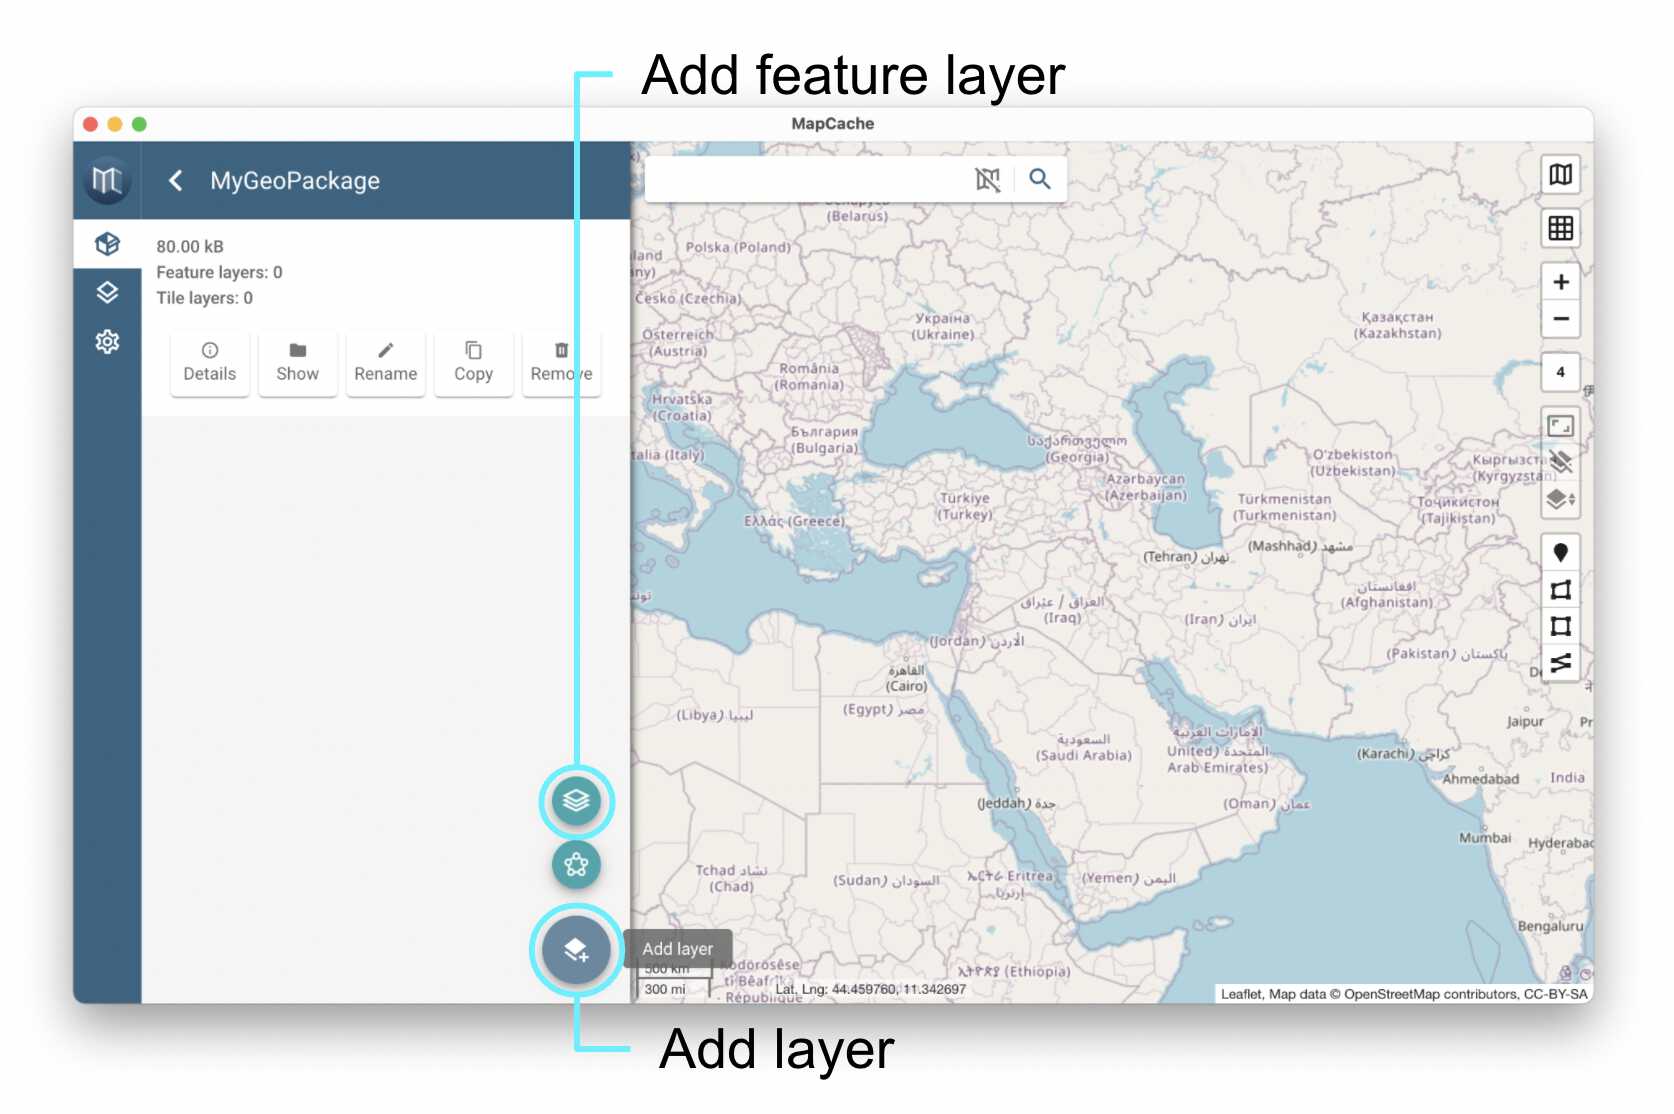 Add feature layer
MapCache
MyGeoPackage
80.00 kB
Feature layers: 0
Tile layers: 0
Details
Show
Rename
Copy
Remove
(Belarus)
Polska (Poland)
Česko (Czechia)
Україна
(Ukraine)
Österreich
(Austria)
România
(Romania)
Hrvatska
(Croatia)
България
(Bulgaria)
(Italy)
Ελλάς (Greece)
Türkiye
(Turkey)
საქართველო
(Georgia)
Azərbaycan
(Azerbaijan)
Қазақстан
(Kazakhstan)
Oʻzbekiston
(Uzbekistan)
Türkmenistan
(Turkmenistan)
(Kyrgyzstan)
Тоҷикистон
(Tajikistan)
(Tehran) تهران
(Mashhad) مشهد
افغانستان
(Afghanistan)
العراق / عێراق
(Iraq)
(Iran) ایران
(Jordan) الأردن
(Pakistan) پاکستان
القاهرة
(Cairo)
(Libya) ليبيا
(Egypt) مصر
السعودية
(Saudi Arabia)
الإمارات العربية
(United المتحدة
Arab Emirates)
(Karachi) کراچی
Jaipur
Ahmedabad
India
(Jeddah) جدة
(Oman) عمان
Mumbai
Hyderabad
Tchad تشاد
(Chad)
(Sudan) السودان
ኤርትራ Eritrea
إرتريا
(Yemen) اليمن
Bengaluru
(Ethiopia)
4
Add layer
500 km
300 mi
Lat, Lng: 44.459760, 11.342697
Leaflet, Map data © OpenStreetMap contributors, CC-BY-SA
Add layer